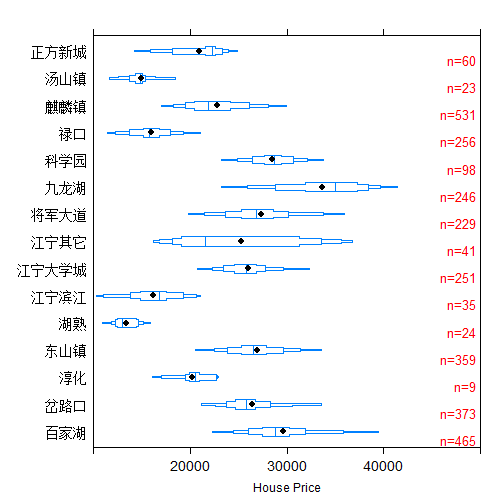 正方新城
n=60
汤山镇
n=23
麒麟镇
n=531
禄口
n=256
科学园
n=98
九龙湖
n=246
将军大道
n=229
江宁其它
n=41
江宁大学城
n=251
江宁滨江
n=35
湖熟
n=24
东山镇
n=359
淳化
n=9
岔路口
n=373
百家湖
n=465
20000 30000 40000
House Price